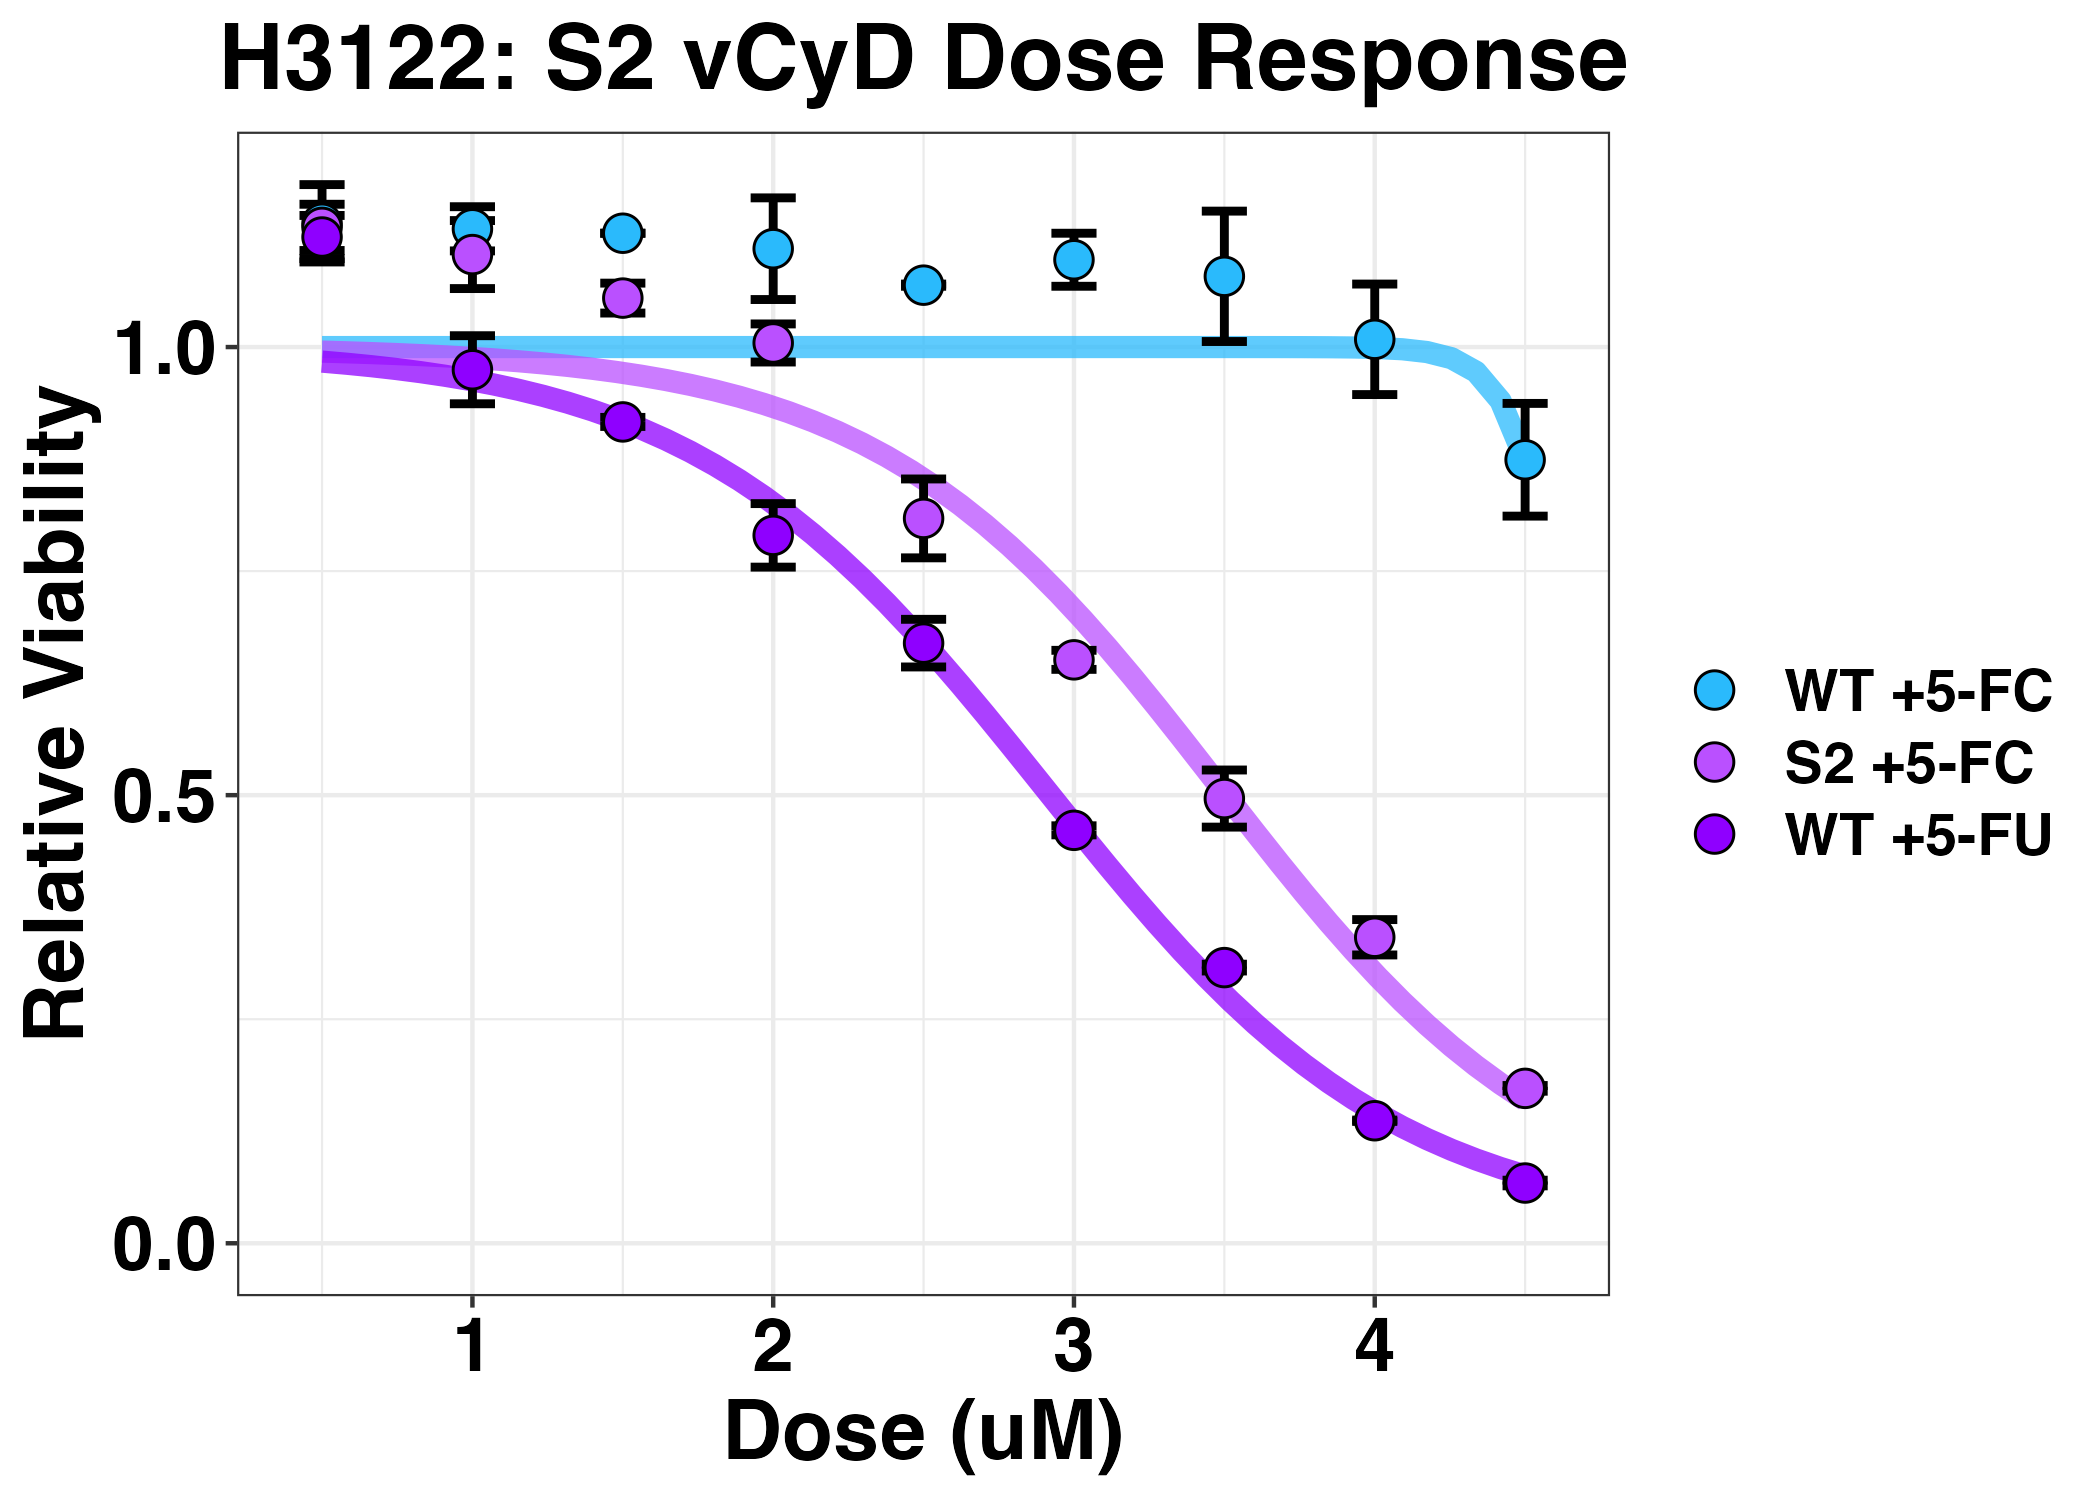 H3122: S2 vCyD Dose Response
Relative Viability
1.0
0.5
0.0
1 2 3 4
Dose (uM)
WT +5-FC
S2 +5-FC
WT +5-FU